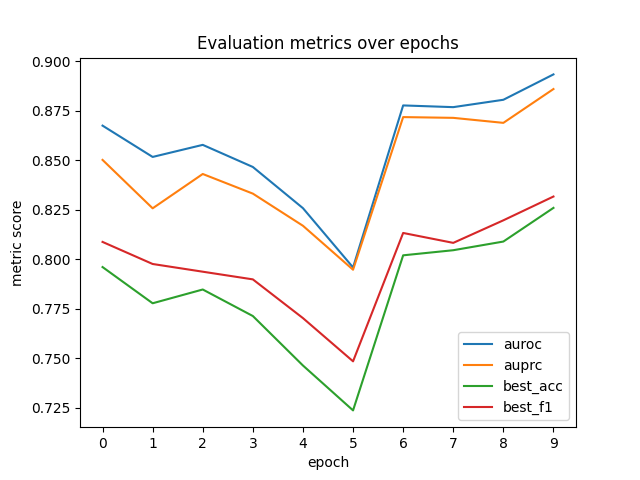 Evaluation metrics over epochs
metric score
0.900
0.875
0.850
0.825
0.800
0.775
0.750
0.725
0 1 2 3 4 5 6 7 8 9
epoch
auroc
auprc
best_acc
best_f1